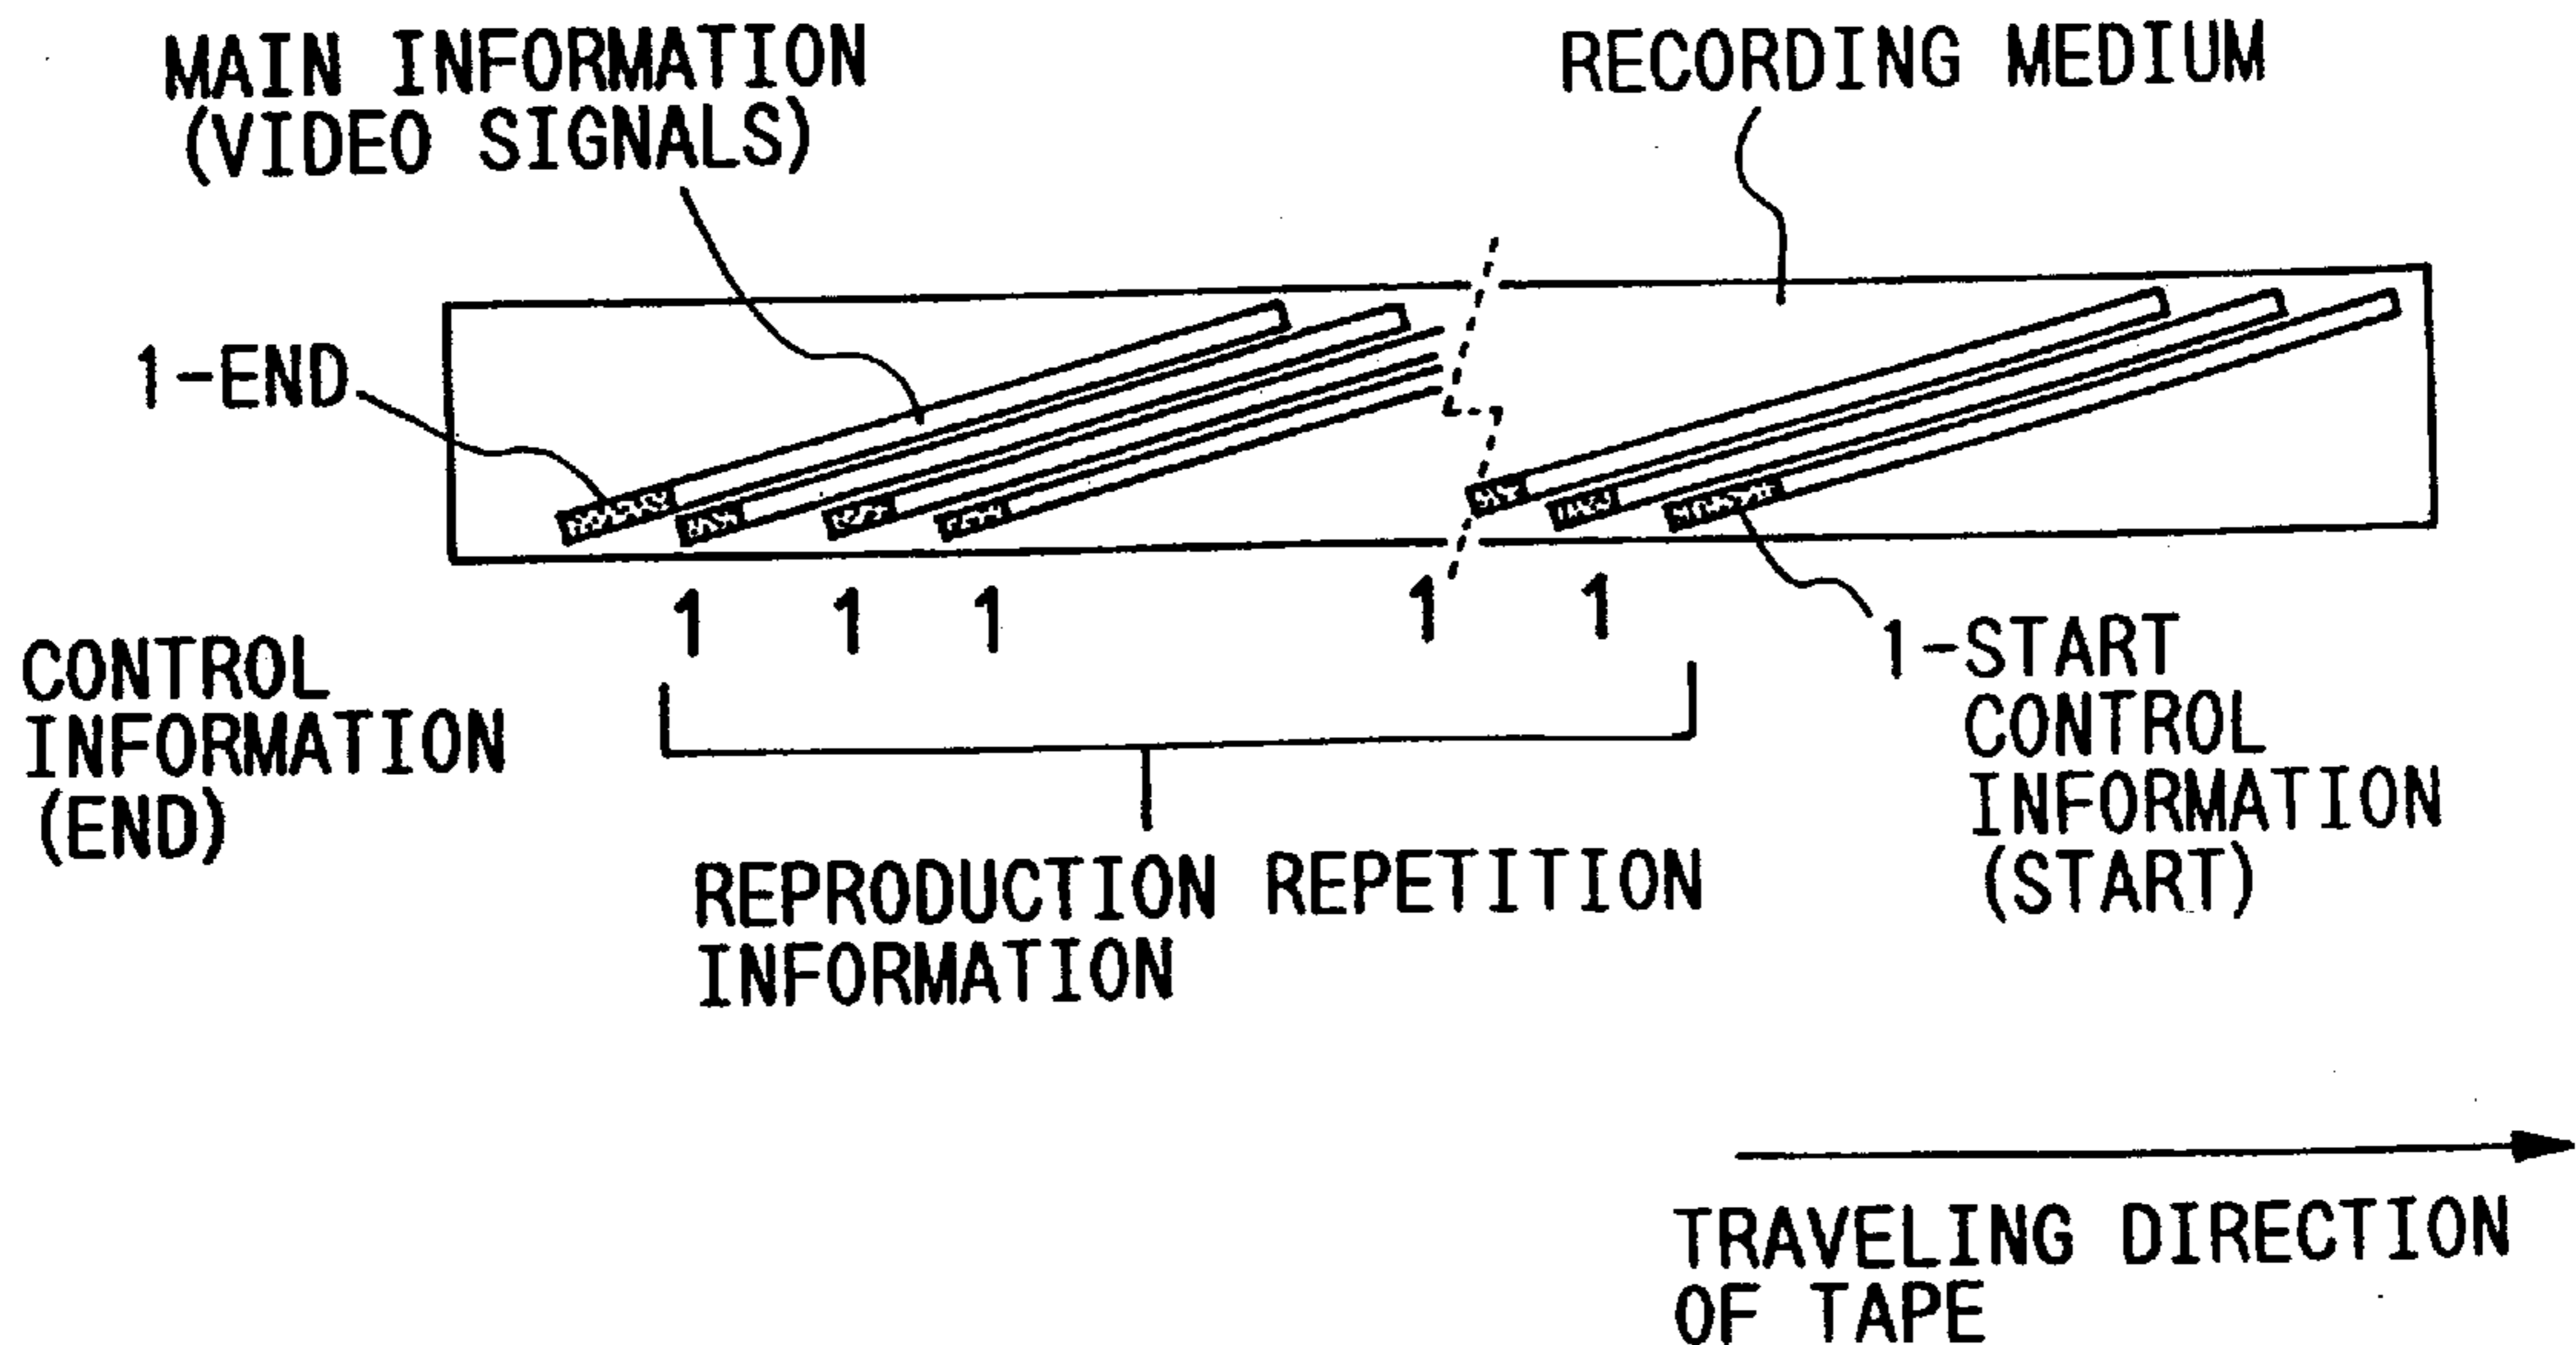 MAIN INFORMATION
(VIDEO SIGNALS)
RECORDING MEDIUM
1-END
1 1 1 1 1
CONTROL
INFORMATION
(END)
1-START
CONTROL
INFORMATION
(START)
REPRODUCTION REPETITION
INFORMATION
TRAVELING DIRECTION
OF TAPE